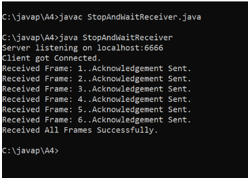 C:\javap\A4>javac StopAndWaitReceiver.java
C:\javap\A4>java StopAndWaitReceiver
Server listening on localhost:6666
Client got Connected.
Received Frame: 1..Acknowledgement Sent.
Received Frame: 2..Acknowledgement Sent.
Received Frame: 3..Acknowledgement Sent.
Received Frame: 4..Acknowledgement Sent.
Received Frame: 5..Acknowledgement Sent.
Received Frame: 6..Acknowledgement Sent.
Received All Frames Successfully.
C:\javap\A4>